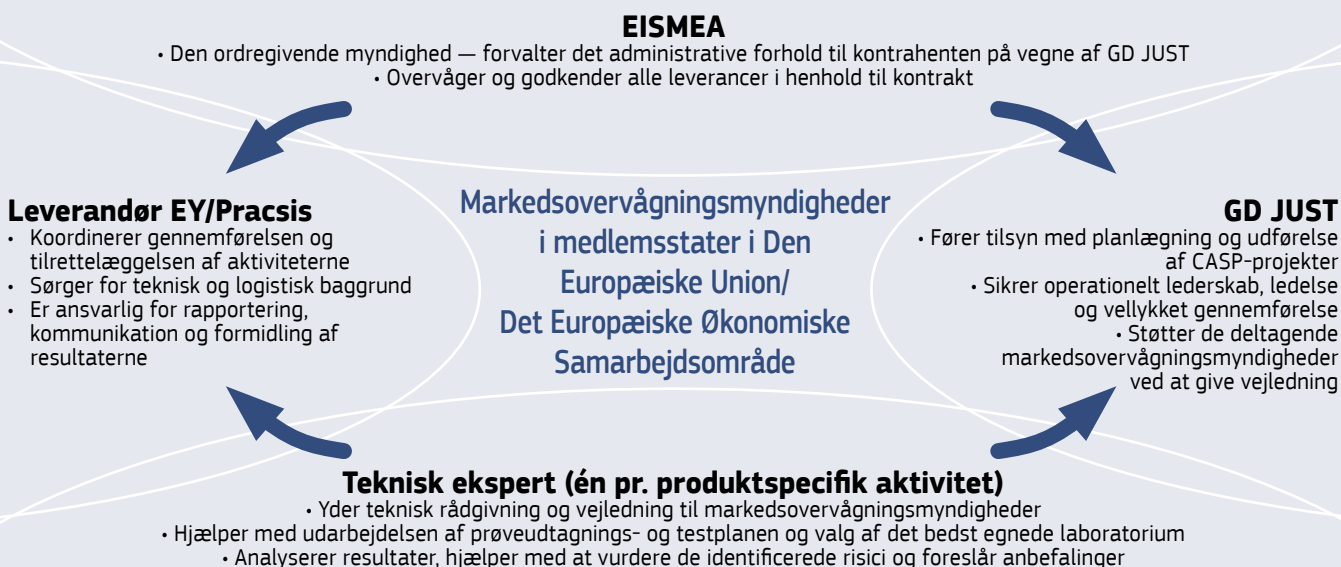 EISMEA
• Den ordregivende myndighed — forvalter det administrative forhold til kontrahenten på vegne af GD JUST
• Overvåger og godkender alle leverancer i henhold til kontrakt
Leverandør EY/Pracsis
• Koordinerer gennemførelsen og
tilrettelæggelsen af aktiviteterne
• Sørger for teknisk og logistisk baggrund
• Er ansvarlig for rapportering,
kommunikation og formidling af
resultaterne
Markedsovervågningsmyndigheder
i medlemsstater i Den
Europæiske Union/
Det Europæiske Økonomiske
Samarbejdsområde
GD JUST
• Fører tilsyn med planlægning og udførelse
af CASP-projekter
• Sikrer operationelt lederskab, ledelse
og vellykket gennemførelse
• Støtter de deltagende
markedsovervågningsmyndigheder
ved at give vejledning
Teknisk ekspert (én pr. produktspecifik aktivitet)
• Yder teknisk rådgivning og vejledning til markedsovervågningsmyndigheder
• Hjælper med udarbejdelsen af prøveudtagnings- og testplanen og valg af det bedst egnede laboratorium
• Analyserer resultater, hjælper med at vurdere de identificerede risici og foreslår anbefalinger